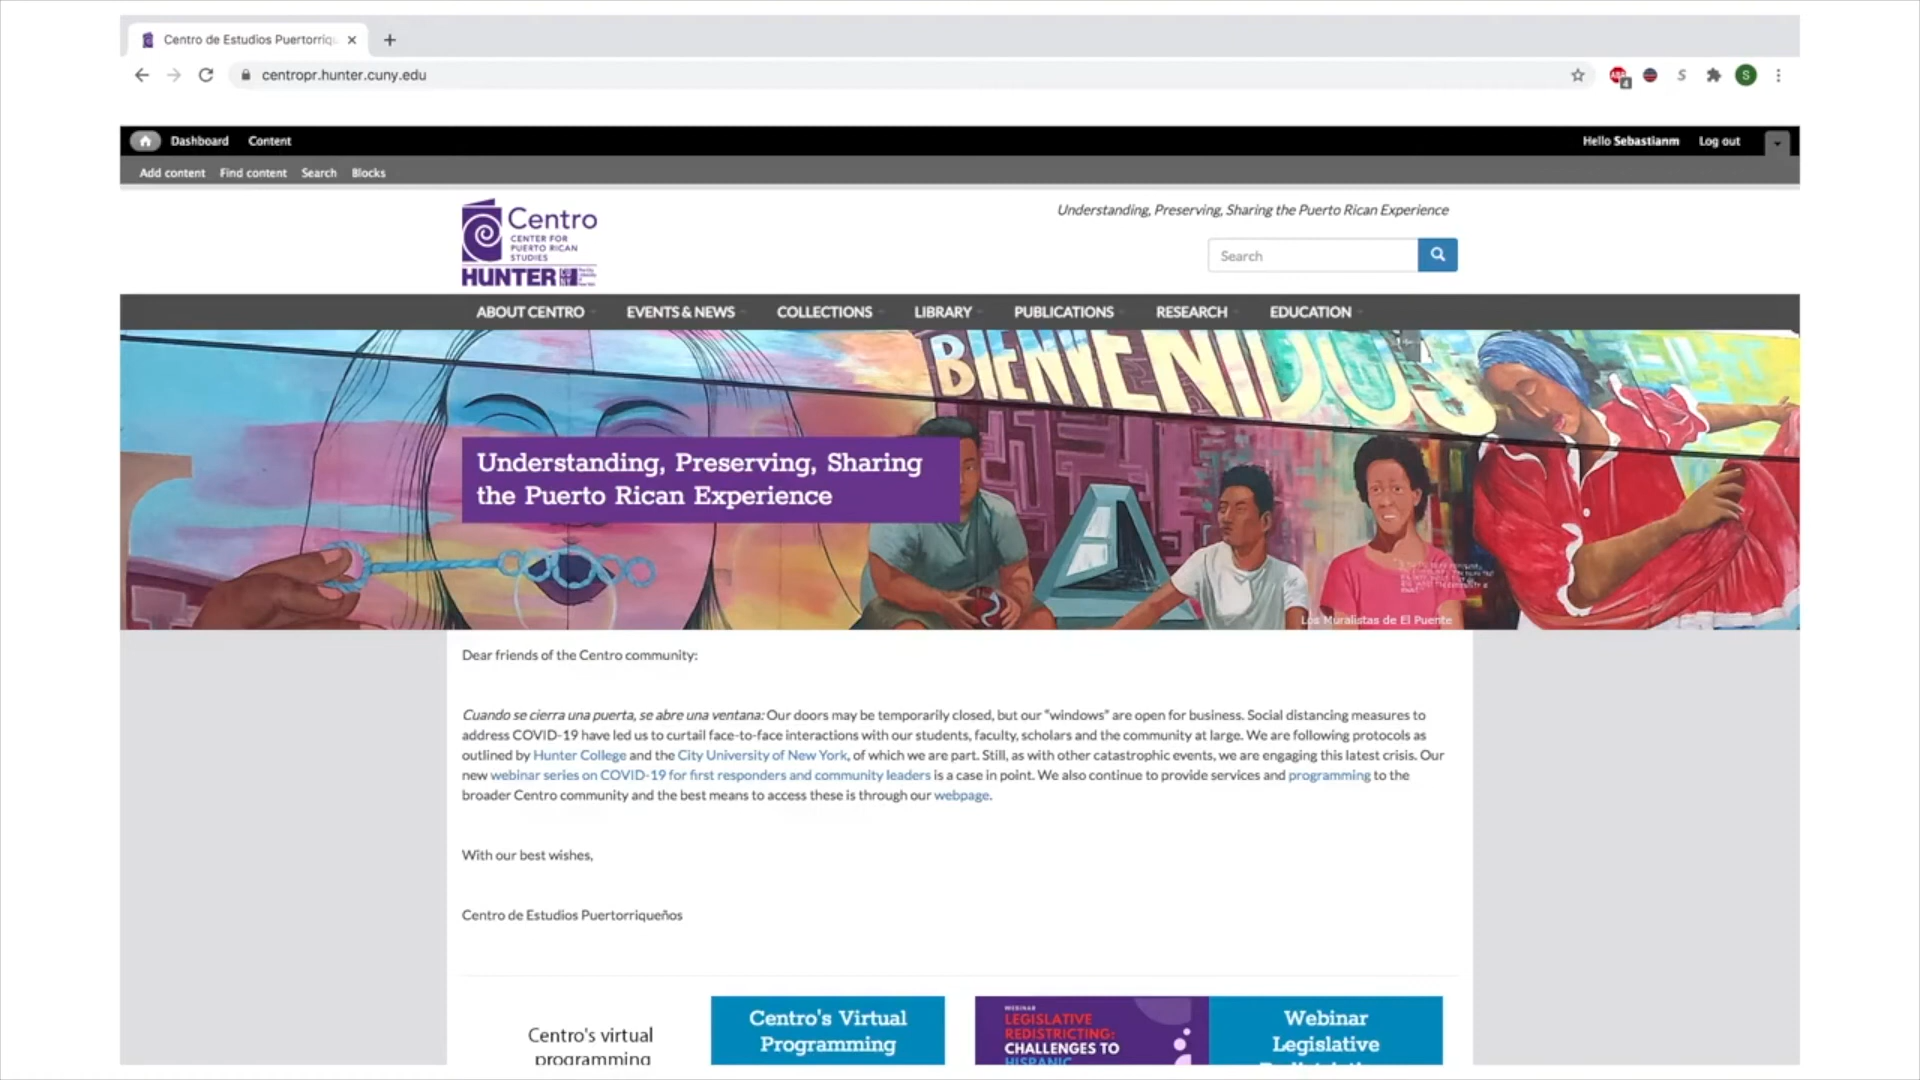 Centro de Estudios Puertorriqu
centropr.hunter.cuny.edu
ABP
4
S
S
Dashboard Content
Hello Sebastianm Log out
Add content Find content Search Blocks
Centro
CENTER FOR
PUERTO RICAN
STUDIES
HUNTER
Understanding, Preserving, Sharing the Puerto Rican Experience
Search
ABOUT CENTRO EVENTS & NEWS COLLECTIONS LIBRARY PUBLICATIONS RESEARCH EDUCATION
BIENVENIDOS
Understanding, Preserving, Sharing
the Puerto Rican Experience
Los Muralistas de El Puente
Dear friends of the Centro community:
Cuando se cierra una puerta, se abre una ventana: Our doors may be temporarily closed, but our "windows" are open for business. Social distancing measures to
address COVID-19 have led us to curtail face-to-face interactions with our students, faculty, scholars and the community at large. We are following protocols as
outlined by Hunter College and the City University of New York, of which we are part. Still, as with other catastrophic events, we are engaging this latest crisis. Our
new webinar series on COVID-19 for first responders and community leaders is a case in point. We also continue to provide services and programming to the
broader Centro community and the best means to access these is through our webpage.
With our best wishes,
Centro de Estudios Puertorriqueños
Centro's virtual
programming
Centro's Virtual
Programming
WEBINAR
LEGISLATIVE
REDISTRICTING:
CHALLENGES TO
HISPANIC
Webinar
Legislative